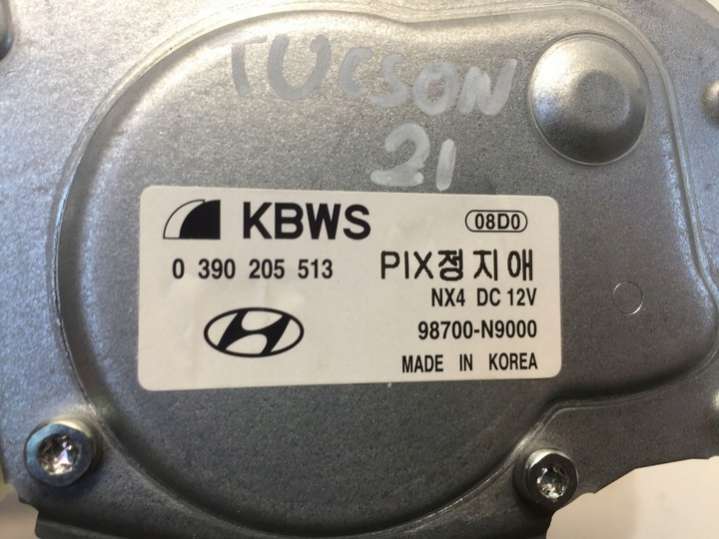 TUCSON
21
KBWS 08D0
0 390 205 513 PIX정지애
NX4 DC 12V
98700-N9000
MADE IN KOREA